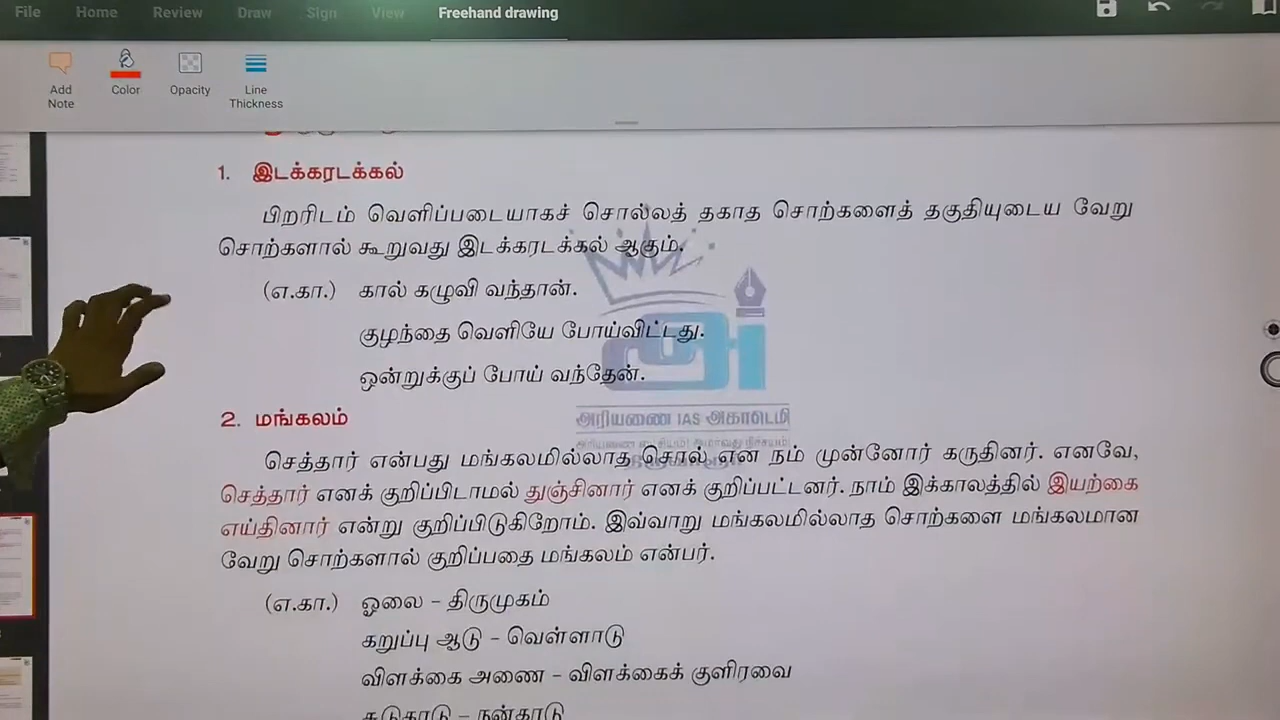 File Home Review Draw Sign View Freehand drawing
Add Note Color Opacity Line Thickness
1. இடக்கரடக்கல்
பிறரிடம் வெளிப்படையாகச் சொல்லத் தகாத சொற்களைத் தகுதியுடைய வேறு
சொற்களால் கூறுவது இடக்கரடக்கல் ஆகும்.
(எ.கா.) கால் கழுவி வந்தான்.
குழந்தை வெளியே போய்விட்டது.
ஒன்றுக்குப் போய் வந்தேன்.
அரியணை IAS அகாடெமி
2. மங்கலம்
செத்தார் என்பது மங்கலமில்லாத சொல் என நம் முன்னோர் கருதினர். எனவே,
செத்தார் எனக் குறிப்பிடாமல் துஞ்சினார் எனக் குறிப்பட்டனர். நாம் இக்காலத்தில் இயற்கை
எய்தினார் என்று குறிப்பிடுகிறோம். இவ்வாறு மங்கலமில்லாத சொற்களை மங்கலமான
வேறு சொற்களால் குறிப்பதை மங்கலம் என்பர்.
(எ.கா.) ஓலை – திருமுகம்
கறுப்பு ஆடு – வெள்ளாடு
விளக்கை அணை – விளக்கைக் குளிரவை
சுடுகாடு – நன்காடு